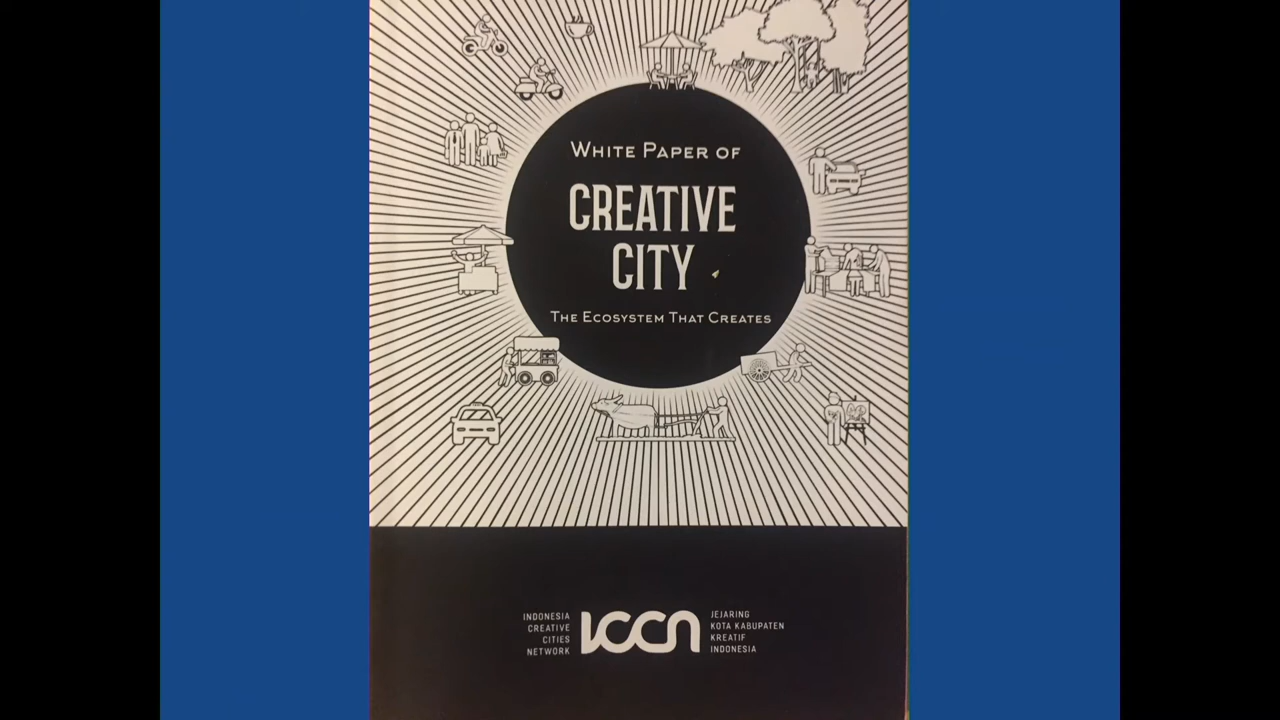 WHITE PAPER OF
CREATIVE
CITY
THE ECOSYSTEM THAT CREATES
INDONESIA
CREATIVE
CITIES
NETWORK
ICCN
JEJARING
KOTA KABUPATEN
KREATIF
INDONESIA